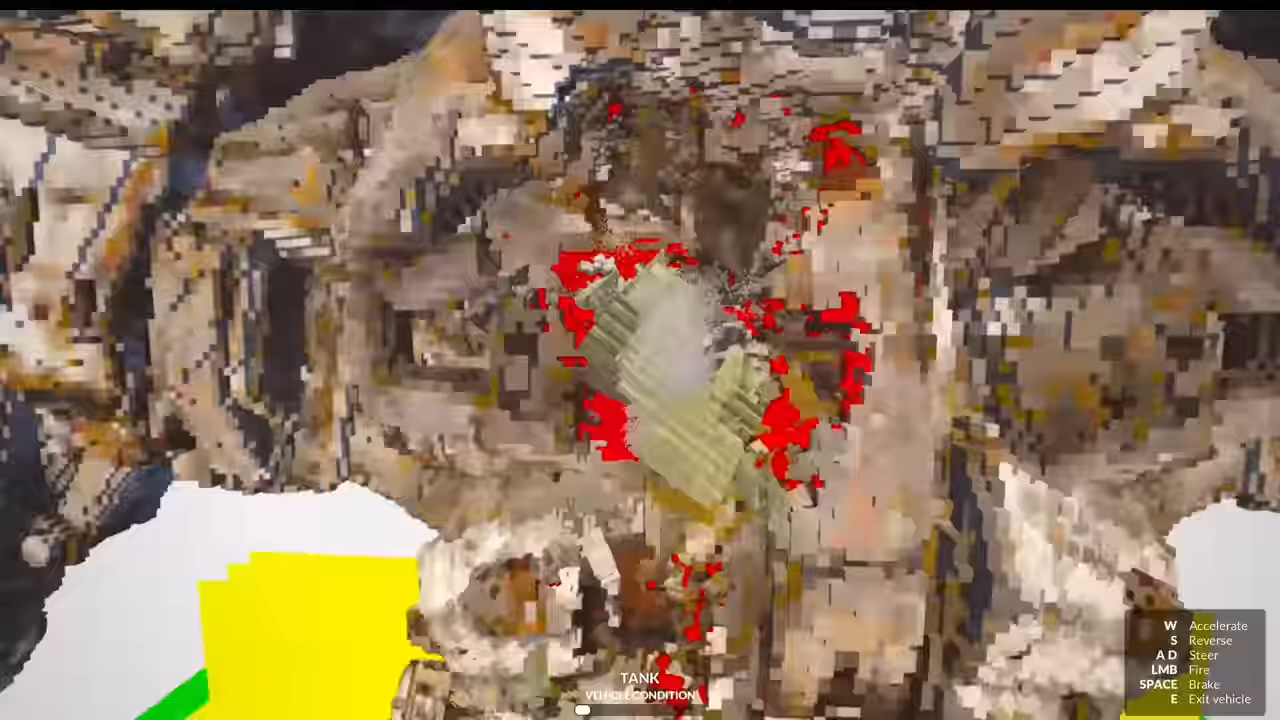 W Accelerate
S Reverse
A D Steer
LMB Fire
SPACE Brake
E Exit vehicle
TANK
VEHICLE CONDITION